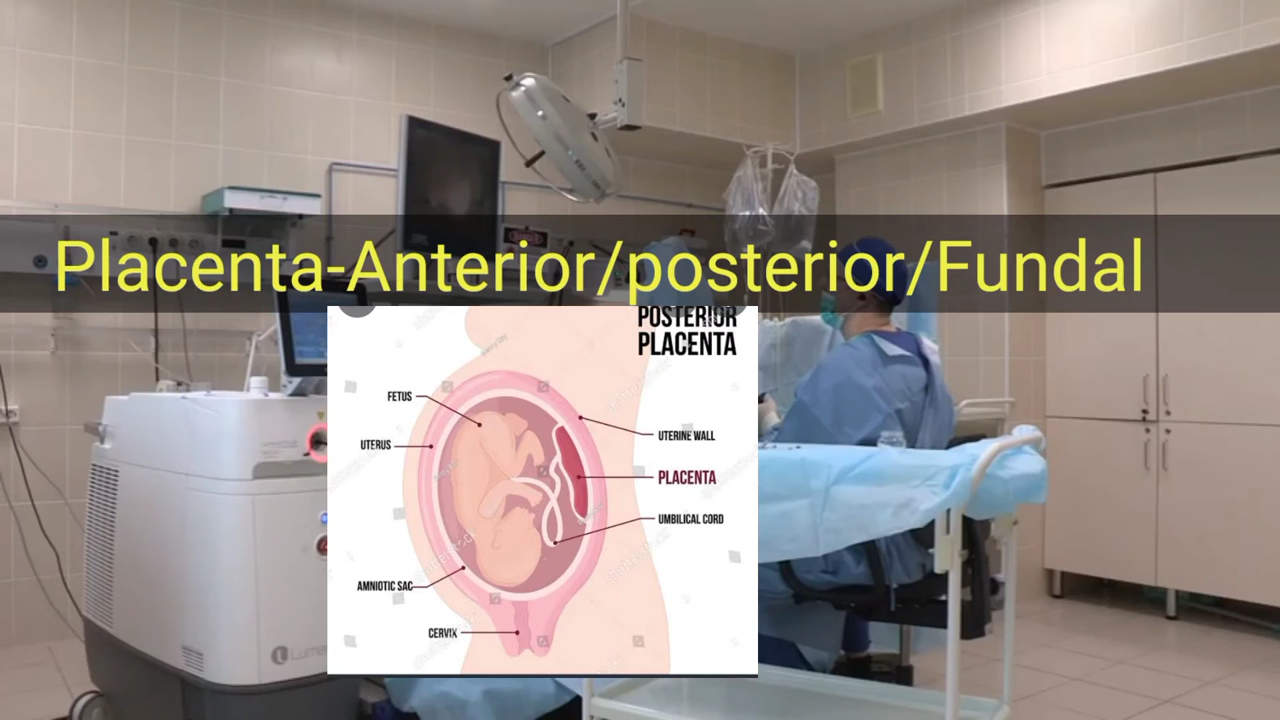 Placenta-Anterior/posterior/Fundal
POSTERIOR
PLACENTA
FETUS
UTERUS
UTERINE WALL
PLACENTA
UMBILICAL CORD
AMNIOTIC SAC
CERVIX